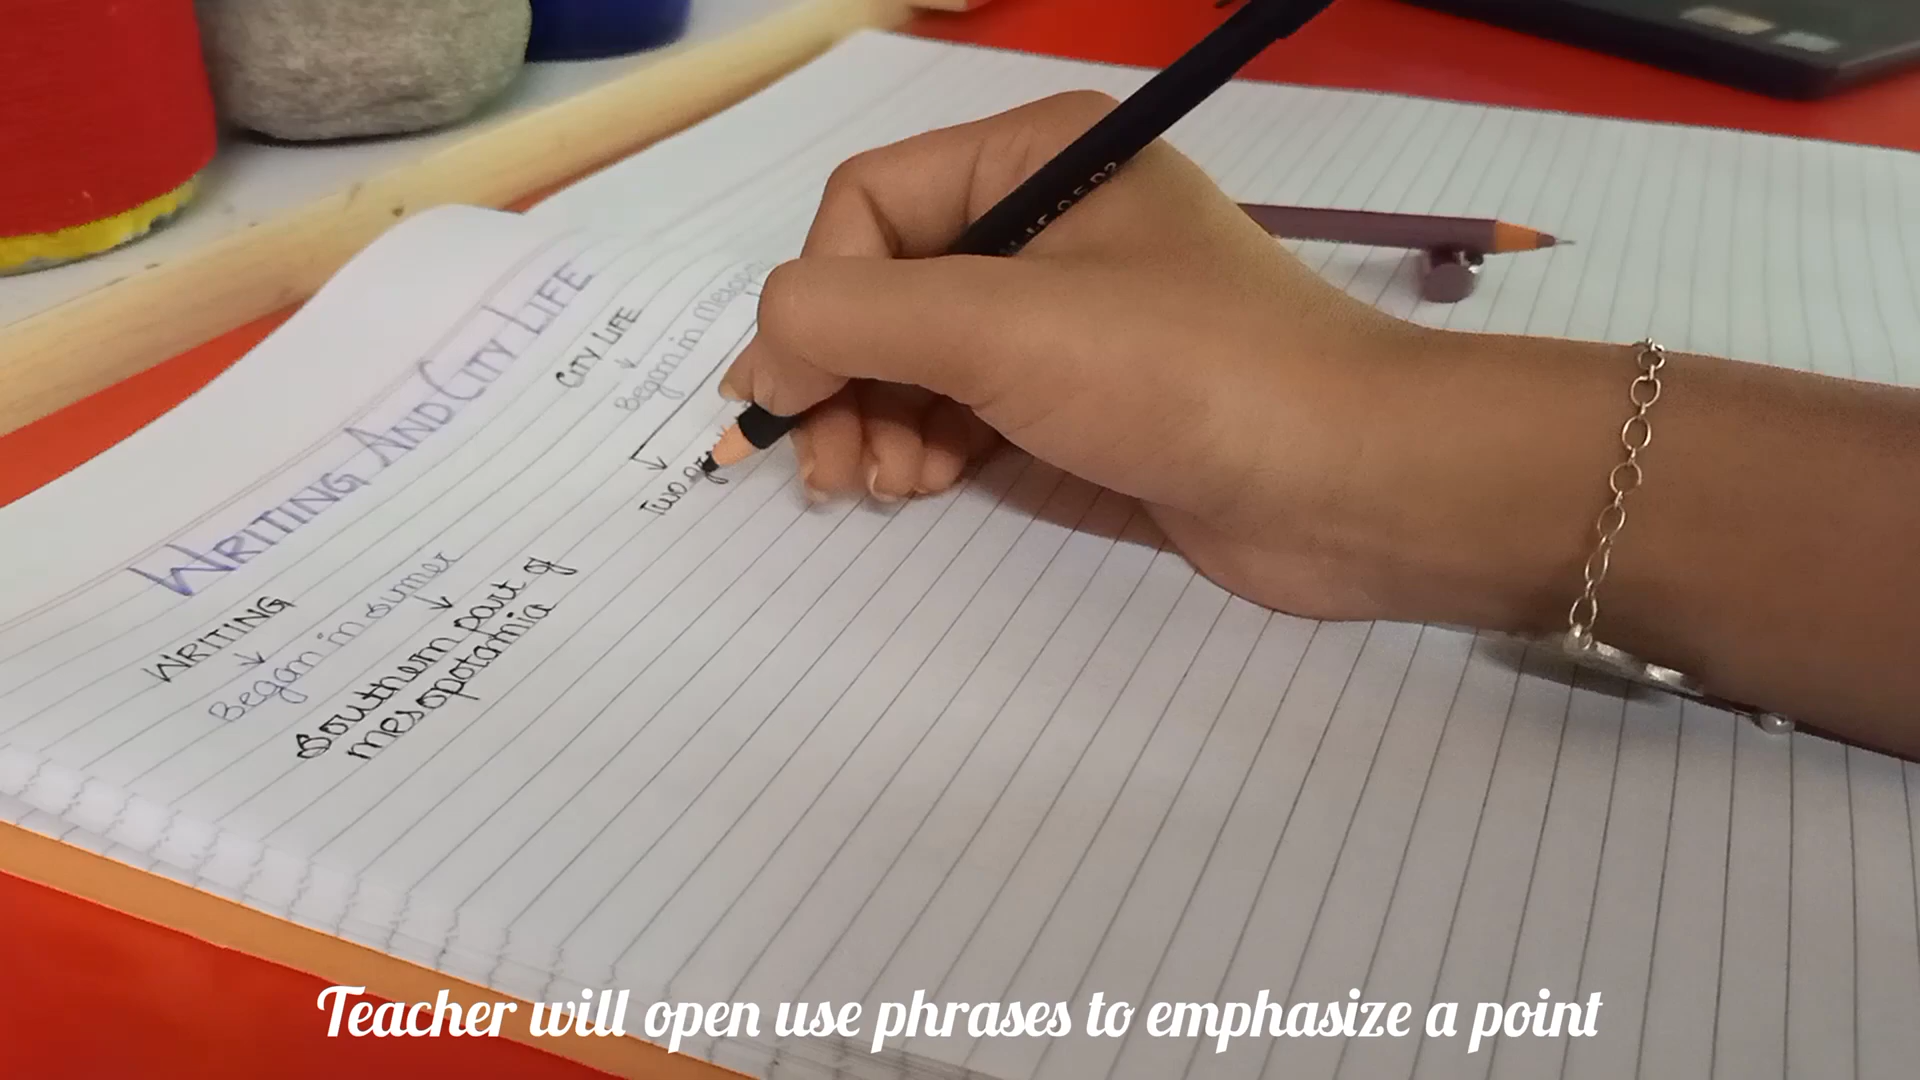 WRITING AND CITY LIFE
WRITING
Began in sumer
Southern part of
mesopotamia
CITY LIFE
Began in
Two
Teacher will open use phrases to emphasize a point